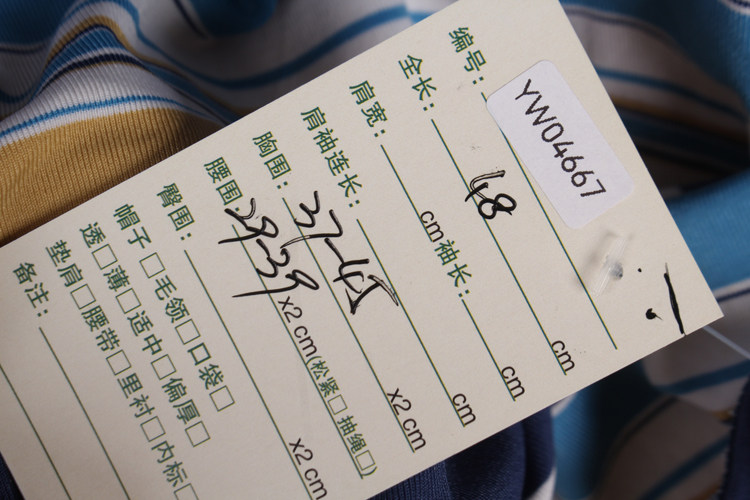 编号: YW04667
全长: 48 cm
肩宽: cm 袖长: cm
肩袖连长: cm
胸围: 37-45 x2 cm
腰围: 29-39 x2 cm(松紧□ 抽绳□)
臀围: x2 cm
帽子□ 毛领□ 口袋□
透□ 薄□ 适中□ 偏厚□
垫肩□ 腰带□ 里衬□ 内标□
备注: